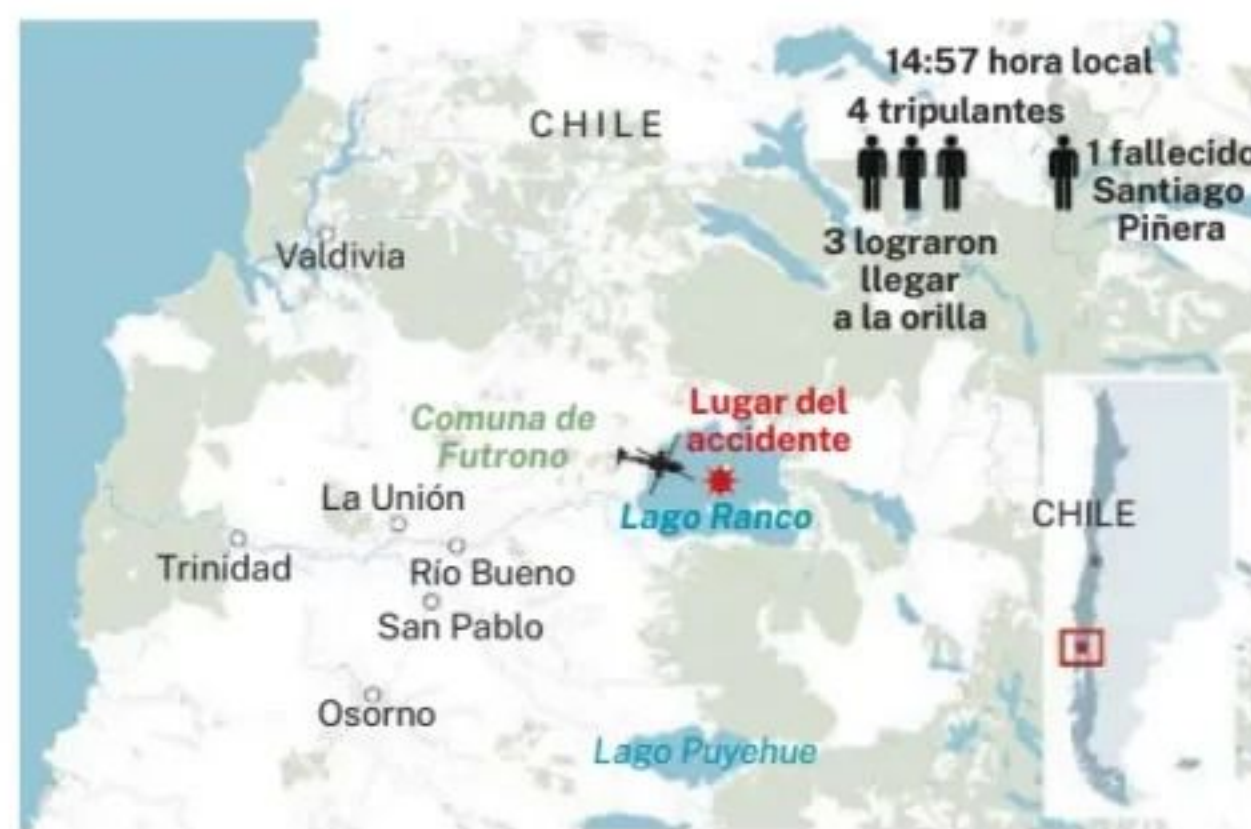 14:57 hora local
4 tripulantes
CHILE
1 fallecido
Santiago
Piñera
3 lograron
llegar
a la orilla
Valdivia
Lugar del
accidente
Comuna de
Futrono
La Unión
Lago Ranco
CHILE
Trinidad
Río Bueno
San Pablo
Osorno
Lago Puyehue